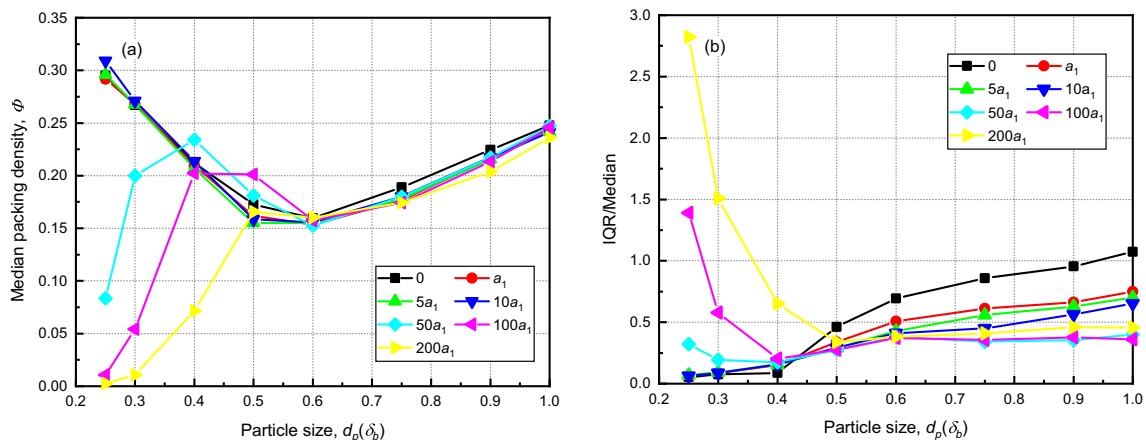 (a)
Median packing density, Φ
0.35
0.30
0.25
0.20
0.15
0.10
0.05
0.00
0 a₁
5a₁ 10a₁
50a₁ 100a₁
200a₁
0.2 0.3 0.4 0.5 0.6 0.7 0.8 0.9 1.0
Particle size, dₚ(δ_b)
(b)
IQR/Median
3.0
2.5
2.0
1.5
1.0
0.5
0.0
0 a₁
5a₁ 10a₁
50a₁ 100a₁
200a₁
0.2 0.3 0.4 0.5 0.6 0.7 0.8 0.9 1.0
Particle size, dₚ(δ_b)